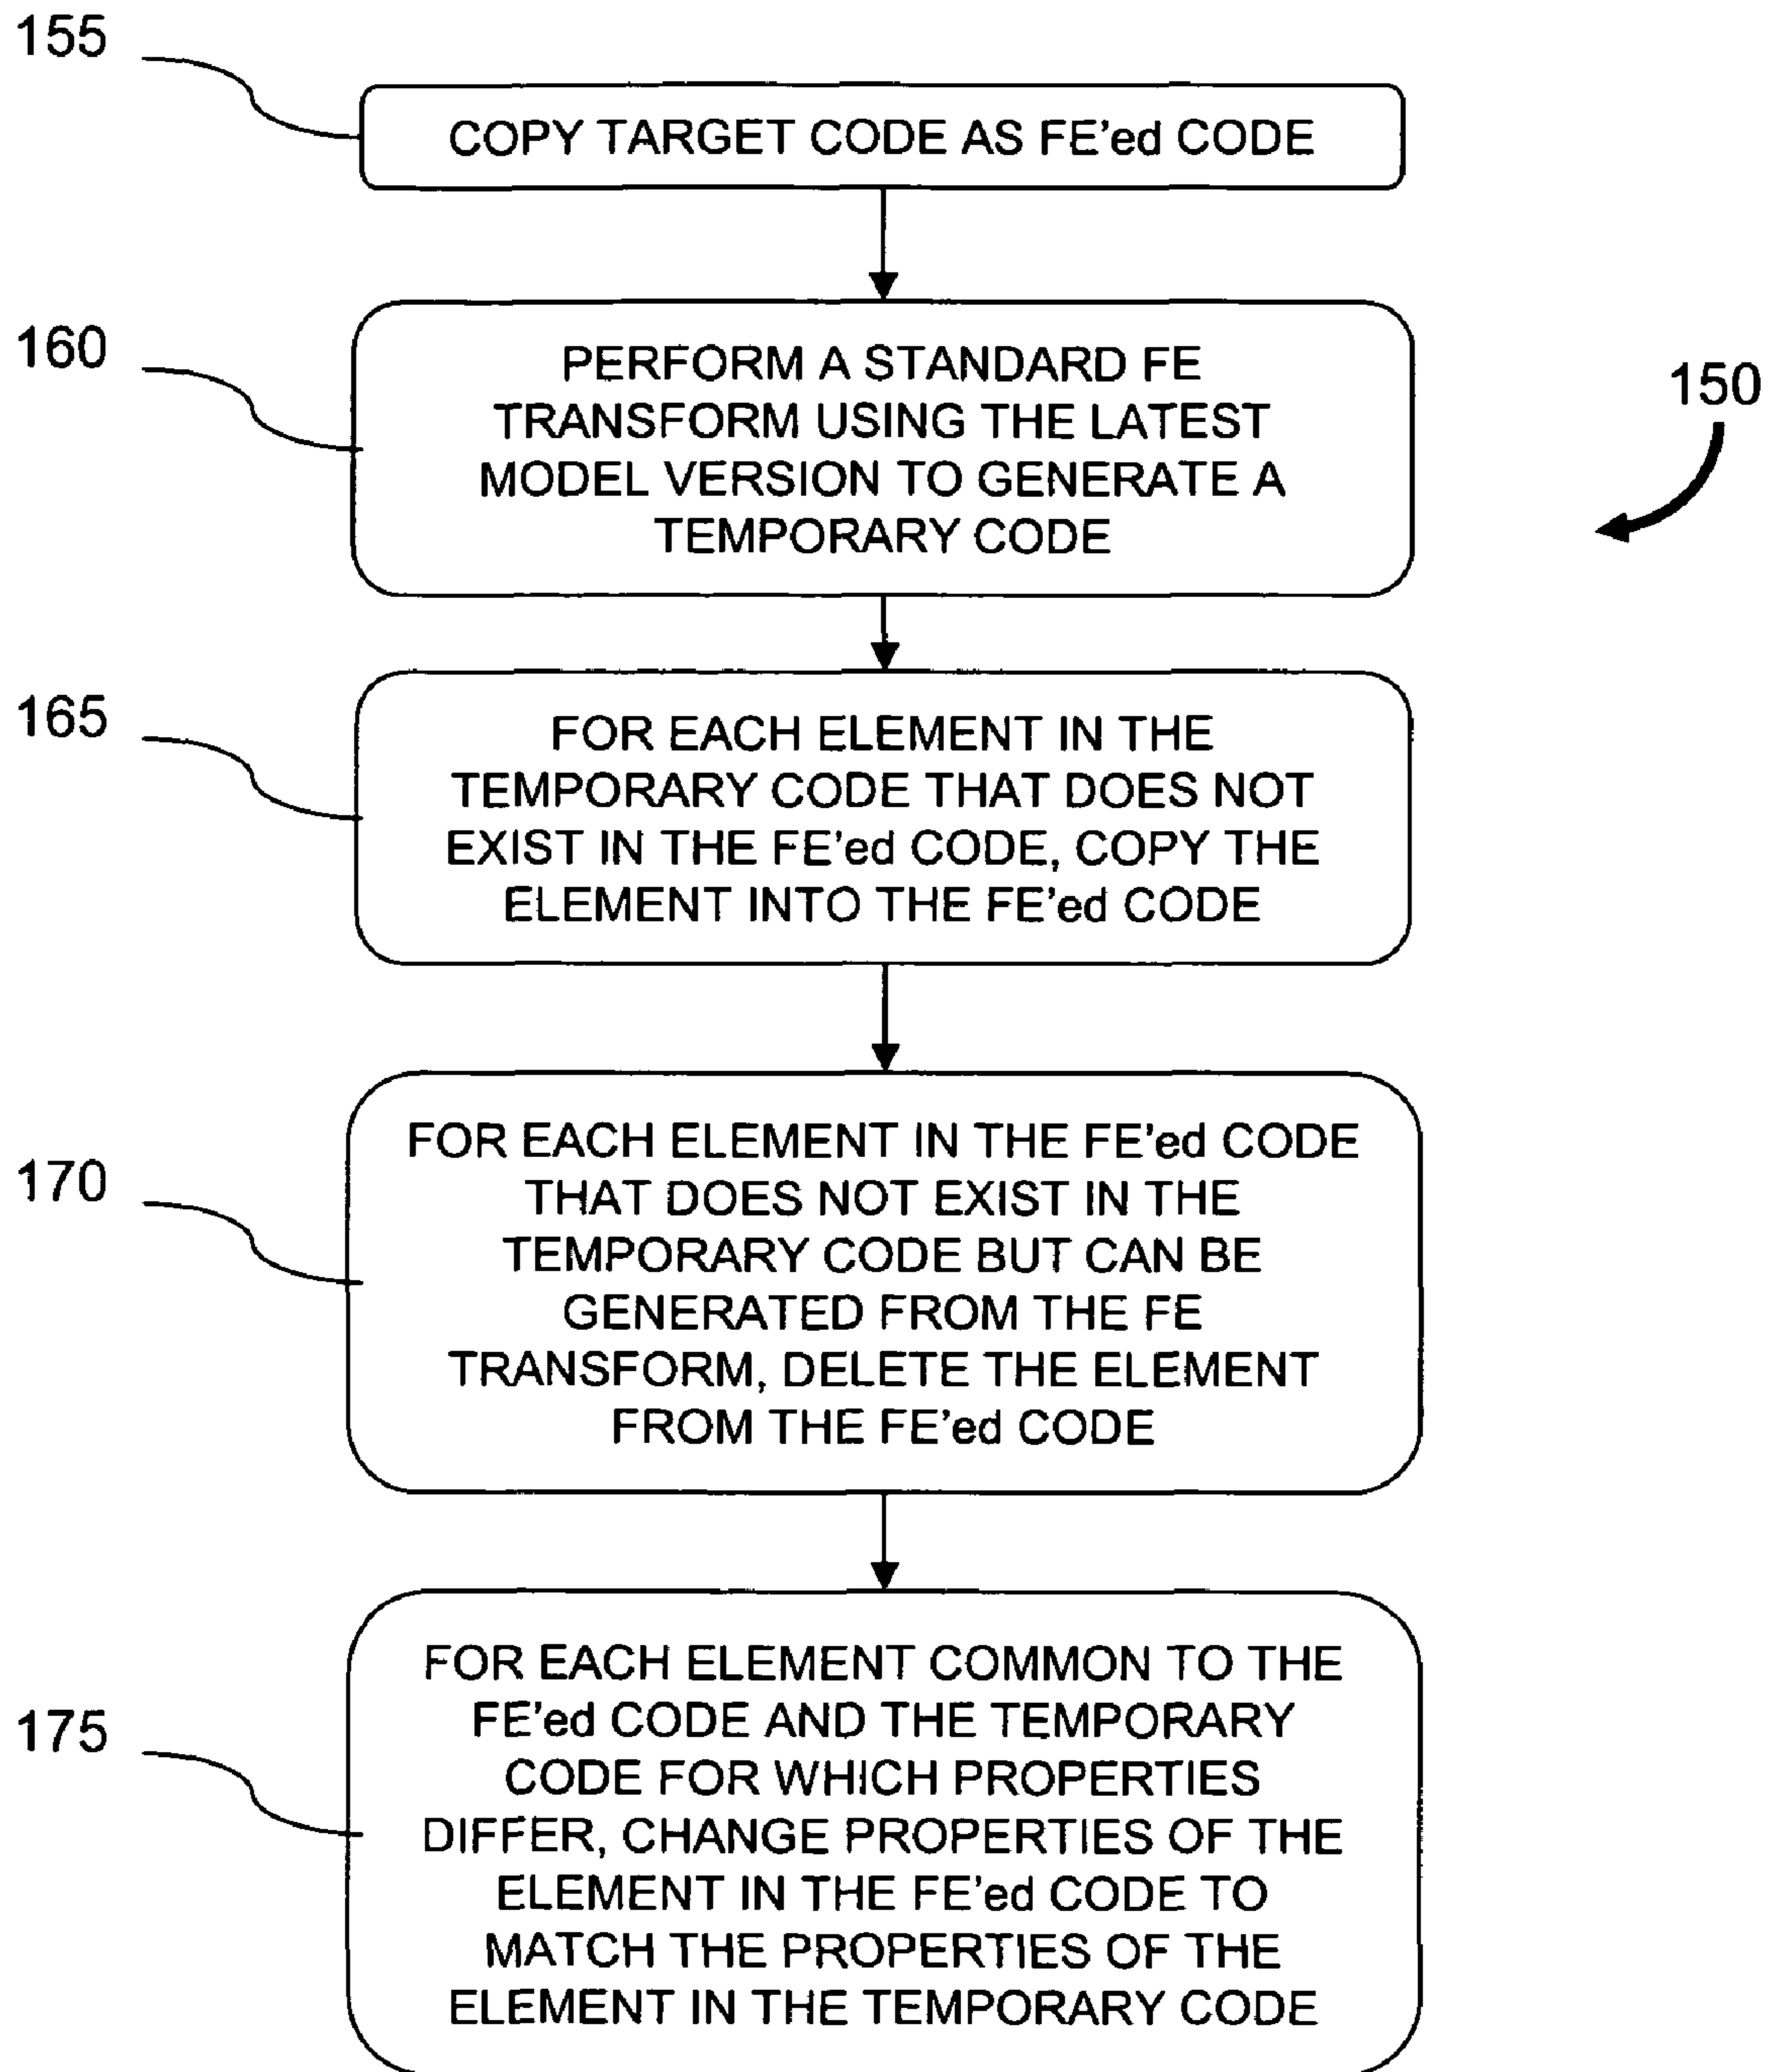 155
COPY TARGET CODE AS FE'ed CODE
160
PERFORM A STANDARD FE
TRANSFORM USING THE LATEST
MODEL VERSION TO GENERATE A
TEMPORARY CODE
150
165
FOR EACH ELEMENT IN THE
TEMPORARY CODE THAT DOES NOT
EXIST IN THE FE'ed CODE, COPY THE
ELEMENT INTO THE FE'ed CODE
170
FOR EACH ELEMENT IN THE FE'ed CODE
THAT DOES NOT EXIST IN THE
TEMPORARY CODE BUT CAN BE
GENERATED FROM THE FE
TRANSFORM, DELETE THE ELEMENT
FROM THE FE'ed CODE
175
FOR EACH ELEMENT COMMON TO THE
FE'ed CODE AND THE TEMPORARY
CODE FOR WHICH PROPERTIES
DIFFER, CHANGE PROPERTIES OF THE
ELEMENT IN THE FE'ed CODE TO
MATCH THE PROPERTIES OF THE
ELEMENT IN THE TEMPORARY CODE